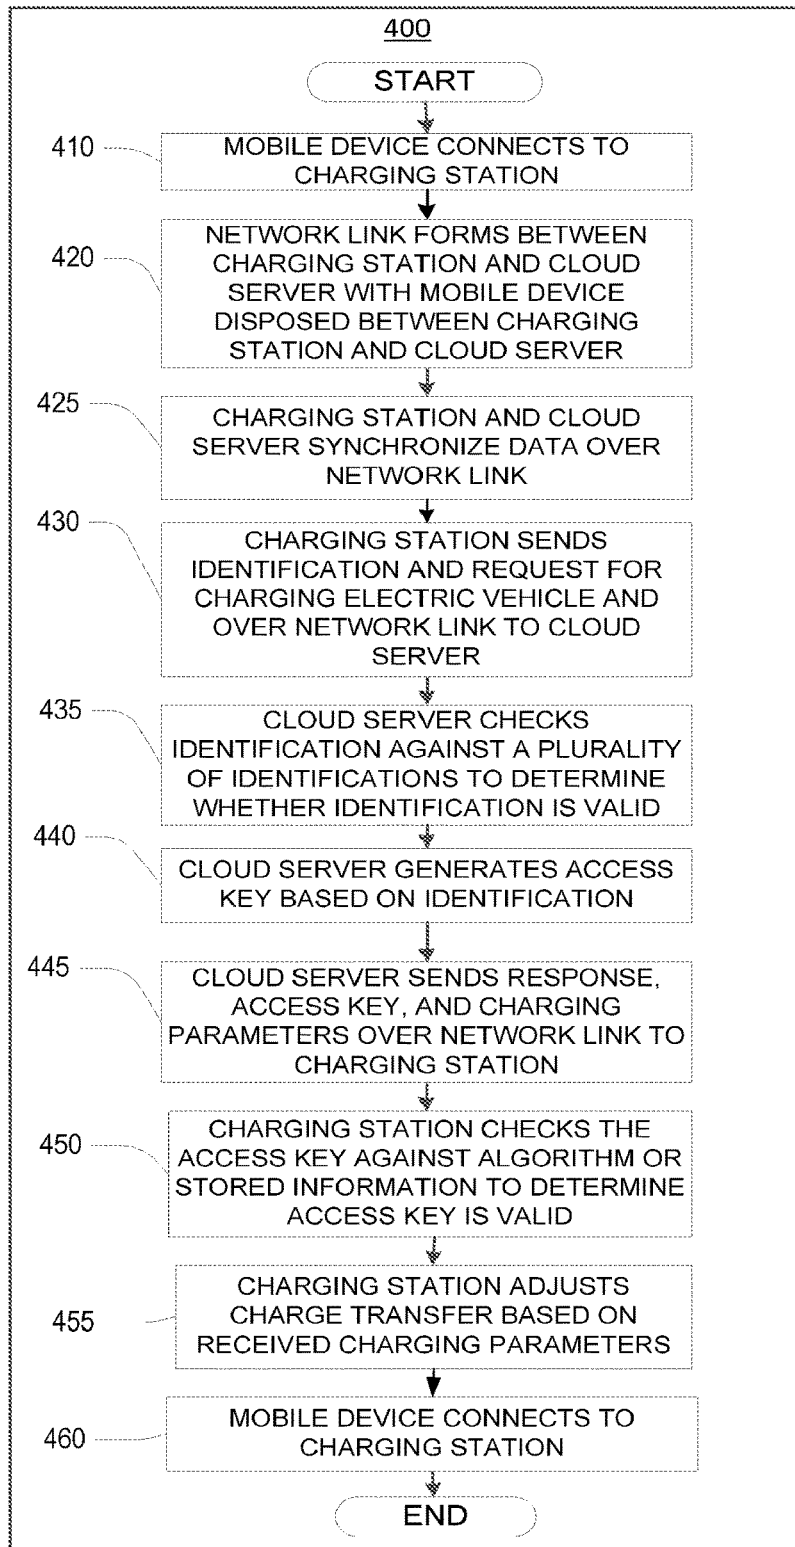 400
START
410
MOBILE DEVICE CONNECTS TO
CHARGING STATION
420
NETWORK LINK FORMS BETWEEN
CHARGING STATION AND CLOUD
SERVER WITH MOBILE DEVICE
DISPOSED BETWEEN CHARGING
STATION AND CLOUD SERVER
425
CHARGING STATION AND CLOUD
SERVER SYNCHRONIZE DATA OVER
NETWORK LINK
430
CHARGING STATION SENDS
IDENTIFICATION AND REQUEST FOR
CHARGING ELECTRIC VEHICLE AND
OVER NETWORK LINK TO CLOUD
SERVER
435
CLOUD SERVER CHECKS
IDENTIFICATION AGAINST A PLURALITY
OF IDENTIFICATIONS TO DETERMINE
WHETHER IDENTIFICATION IS VALID
440
CLOUD SERVER GENERATES ACCESS
KEY BASED ON IDENTIFICATION
445
CLOUD SERVER SENDS RESPONSE,
ACCESS KEY, AND CHARGING
PARAMETERS OVER NETWORK LINK TO
CHARGING STATION
450
CHARGING STATION CHECKS THE
ACCESS KEY AGAINST ALGORITHM OR
STORED INFORMATION TO DETERMINE
ACCESS KEY IS VALID
455
CHARGING STATION ADJUSTS
CHARGE TRANSFER BASED ON
RECEIVED CHARGING PARAMETERS
460
MOBILE DEVICE CONNECTS TO
CHARGING STATION
END